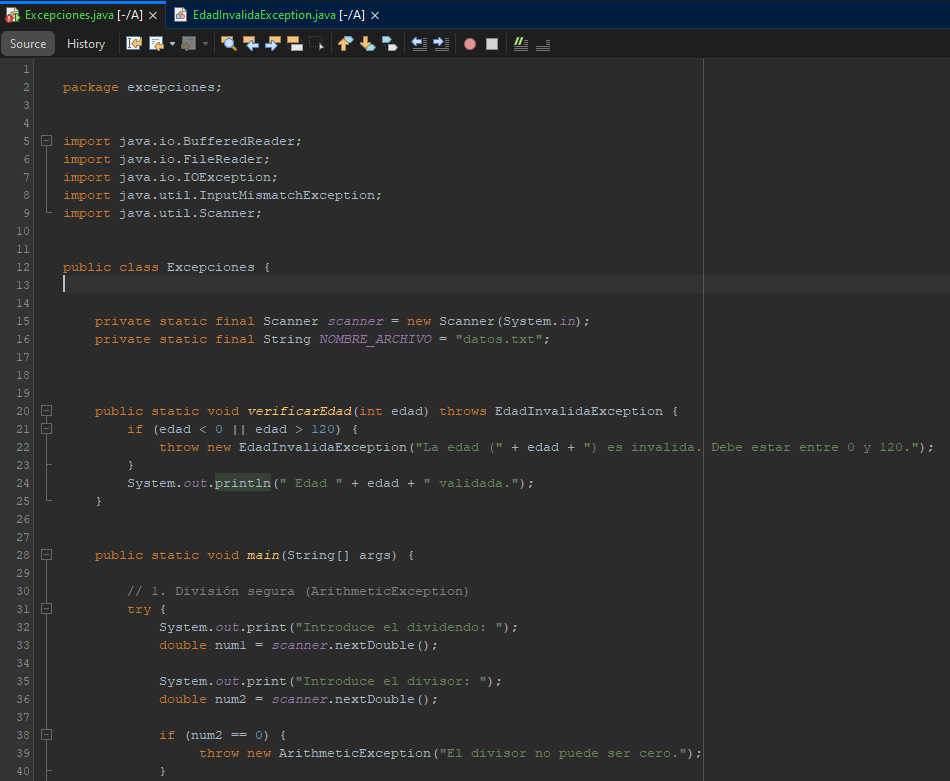 Excepciones.java [-/A] × EdadInvalidaException.java [-/A] ×
Source History
1
2 package excepciones;
3
4
5 import java.io.BufferedReader;
6 import java.io.FileReader;
7 import java.io.IOException;
8 import java.util.InputMismatchException;
9 import java.util.Scanner;
10
11
12 public class Excepciones {
13
14
15 private static final Scanner scanner = new Scanner(System.in);
16 private static final String NOMBRE_ARCHIVO = "datos.txt";
17
18
19
20 public static void verificarEdad(int edad) throws EdadInvalidaException {
21 if (edad < 0 || edad > 120) {
22 throw new EdadInvalidaException("La edad (" + edad + ") es invalida. Debe estar entre 0 y 120.");
23 }
24 System.out.println(" Edad " + edad + " validada.");
25 }
26
27
28 public static void main(String[] args) {
29
30 // 1. División segura (ArithmeticException)
31 try {
32 System.out.print("Introduce el dividendo: ");
33 double num1 = scanner.nextDouble();
34
35 System.out.print("Introduce el divisor: ");
36 double num2 = scanner.nextDouble();
37
38 if (num2 == 0) {
39 throw new ArithmeticException("El divisor no puede ser cero.");
40 }